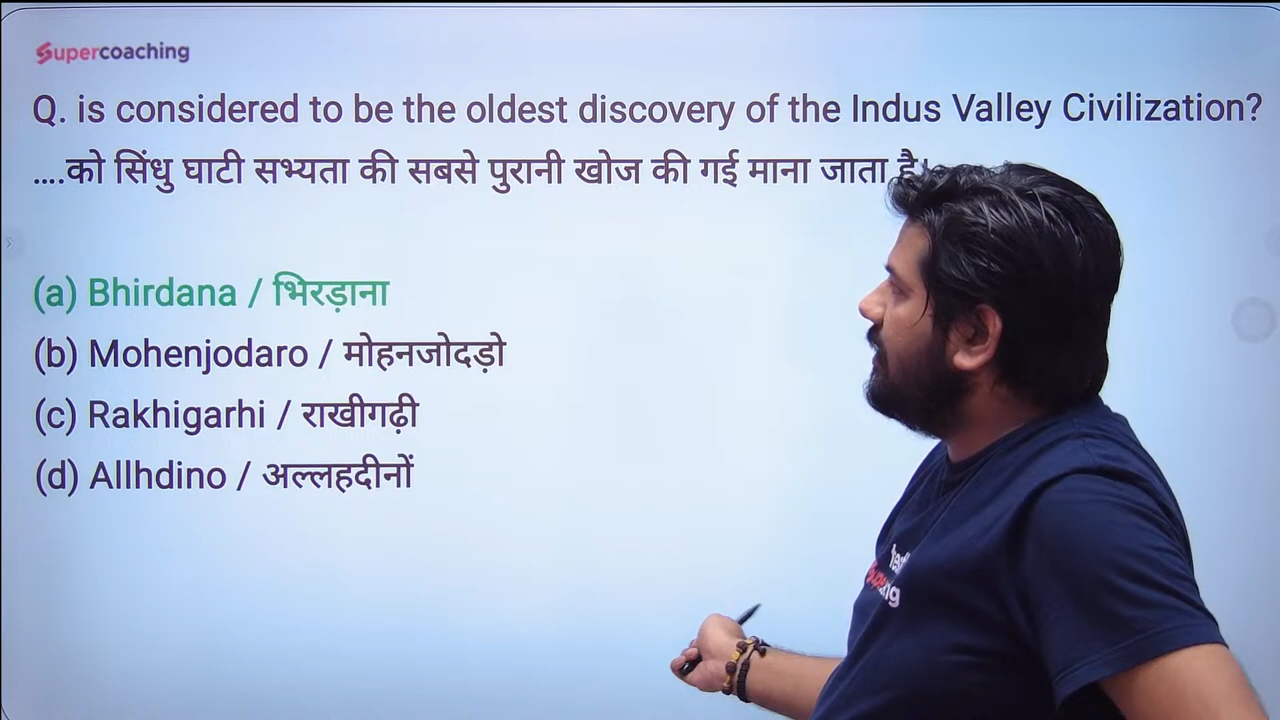 Supercoaching
Q. is considered to be the oldest discovery of the Indus Valley Civilization?
....को सिंधु घाटी सभ्यता की सबसे पुरानी खोज की गई माना जाता है।
(a) Bhirdana / भिरड़ाना
(b) Mohenjodaro / मोहनजोदड़ो
(c) Rakhigarhi / राखीगढ़ी
(d) Allhdino / अल्लहदीनों